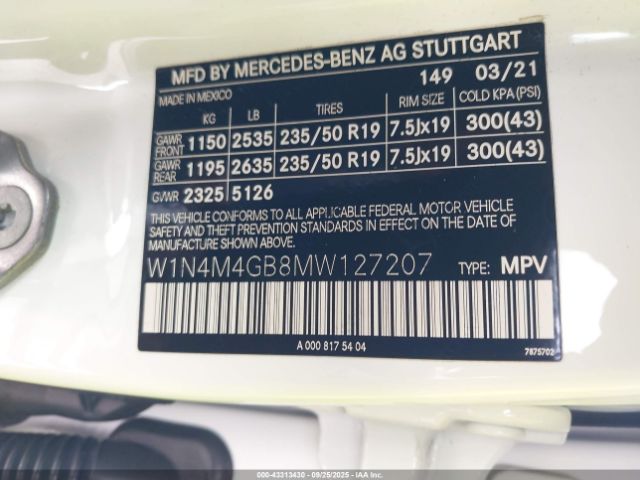 MFD BY MERCEDES-BENZ AG STUTTGART
149 03/21
MADE IN MEXICO
KG LB TIRES RIM SIZE COLD KPA(PSI)
GAWR FRONT 1150 2535 235/50 R19 7.5Jx19 300(43)
GAWR REAR 1195 2635 235/50 R19 7.5Jx19 300(43)
GVWR 2325 5126
THIS VEHICLE CONFORMS TO ALL APPLICABLE FEDERAL MOTOR VEHICLE
SAFETY AND THEFT PREVENTION STANDARDS IN EFFECT ON THE DATE
OF MANUFACTURE SHOWN ABOVE.
W1N4M4GB8MW127207 TYPE: MPV
A 000 817 54 04
7875702
000-43313430 - 09/25/2025 - IAAI.COM